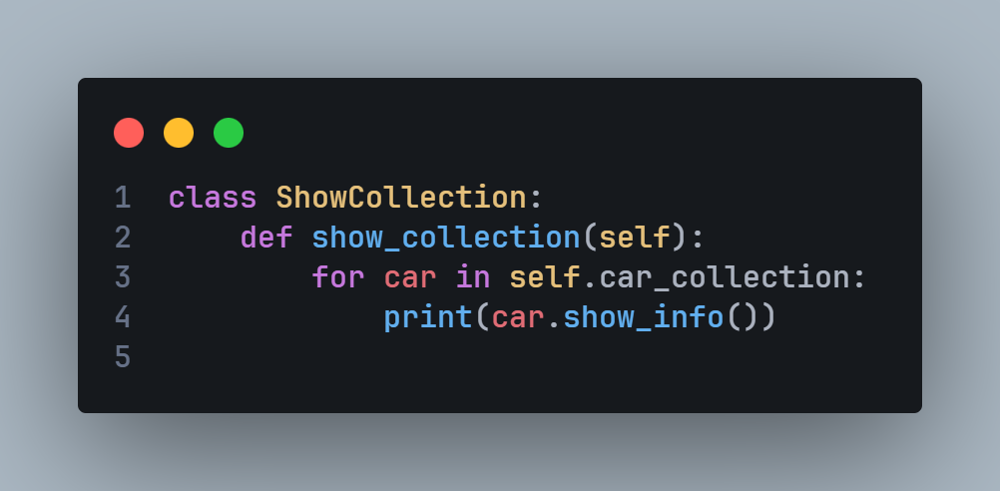 1 class ShowCollection:
2     def show_collection(self):
3         for car in self.car_collection:
4             print(car.show_info())
5